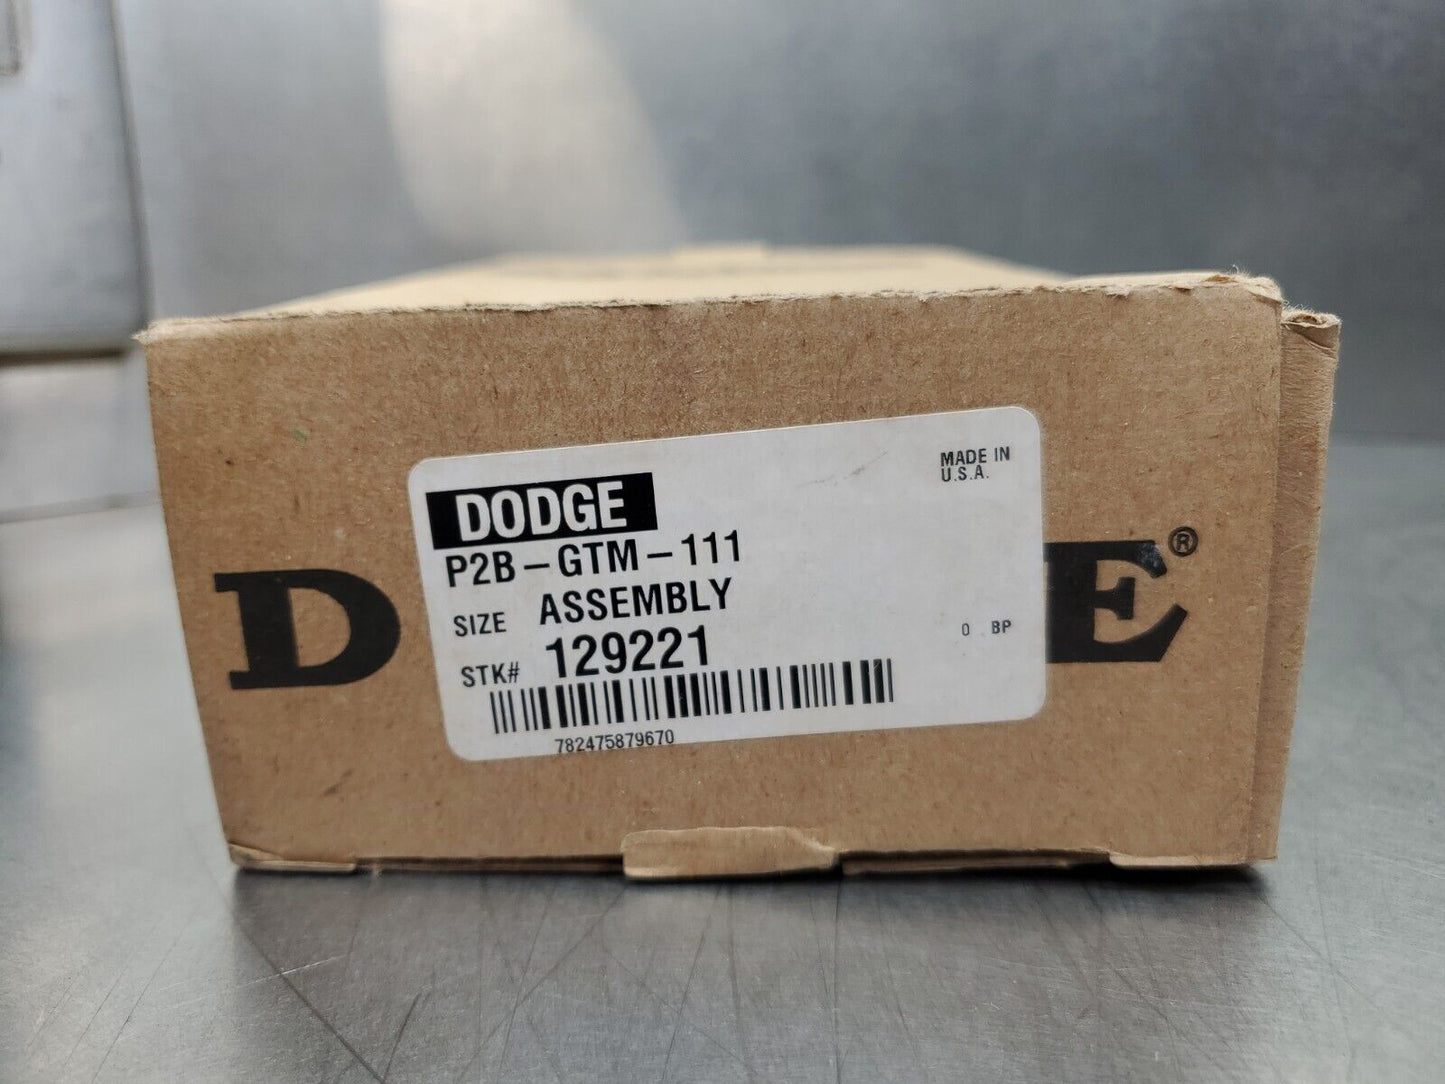 DODGE
MADE IN
U.S.A.
P2B-GTM-111
SIZE ASSEMBLY
STK# 129221
0 BP
782475879670
D E®